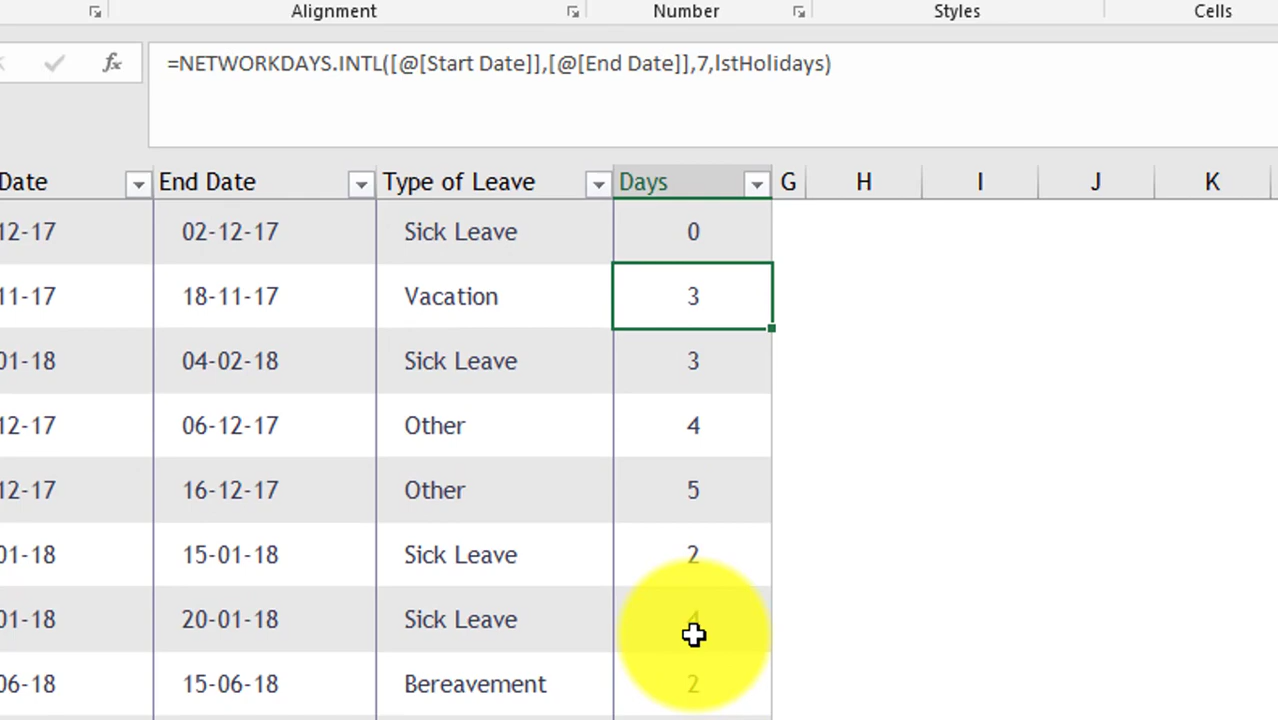 Alignment Number Styles Cells
fx =NETWORKDAYS.INTL([@[Start Date]],[@[End Date]],7,lstHolidays)
Date End Date Type of Leave Days G H I J K
12-17 02-12-17 Sick Leave 0
11-17 18-11-17 Vacation 3
01-18 04-02-18 Sick Leave 3
12-17 06-12-17 Other 4
12-17 16-12-17 Other 5
01-18 15-01-18 Sick Leave 2
01-18 20-01-18 Sick Leave 4
06-18 15-06-18 Bereavement 2